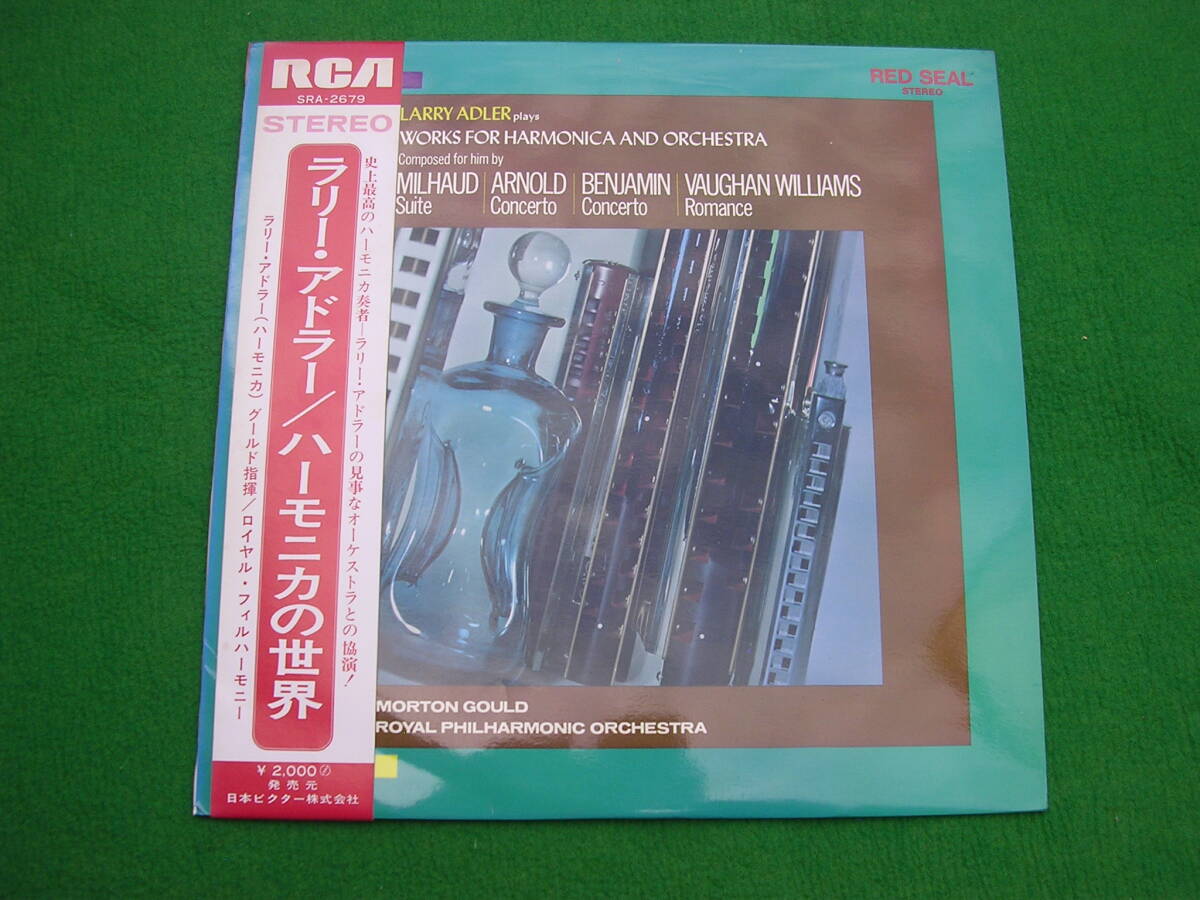 RCA
SRA-2679
STEREO
史上最高のハーモニカ奏者—ラリー・アドラーの見事なオーケストラとの協演！
ラリー・アドラー／ハーモニカの世界
ラリー・アドラー（ハーモニカ） グールド指揮／ロイヤル・フィルハーモニー
¥2,000
発売元
日本ビクター株式会社
RED SEAL
STEREO
LARRY ADLER plays
WORKS FOR HARMONICA AND ORCHESTRA
Composed for him by
MILHAUD ARNOLD BENJAMIN VAUGHAN WILLIAMS
Suite Concerto Concerto Romance
MORTON GOULD
ROYAL PHILHARMONIC ORCHESTRA